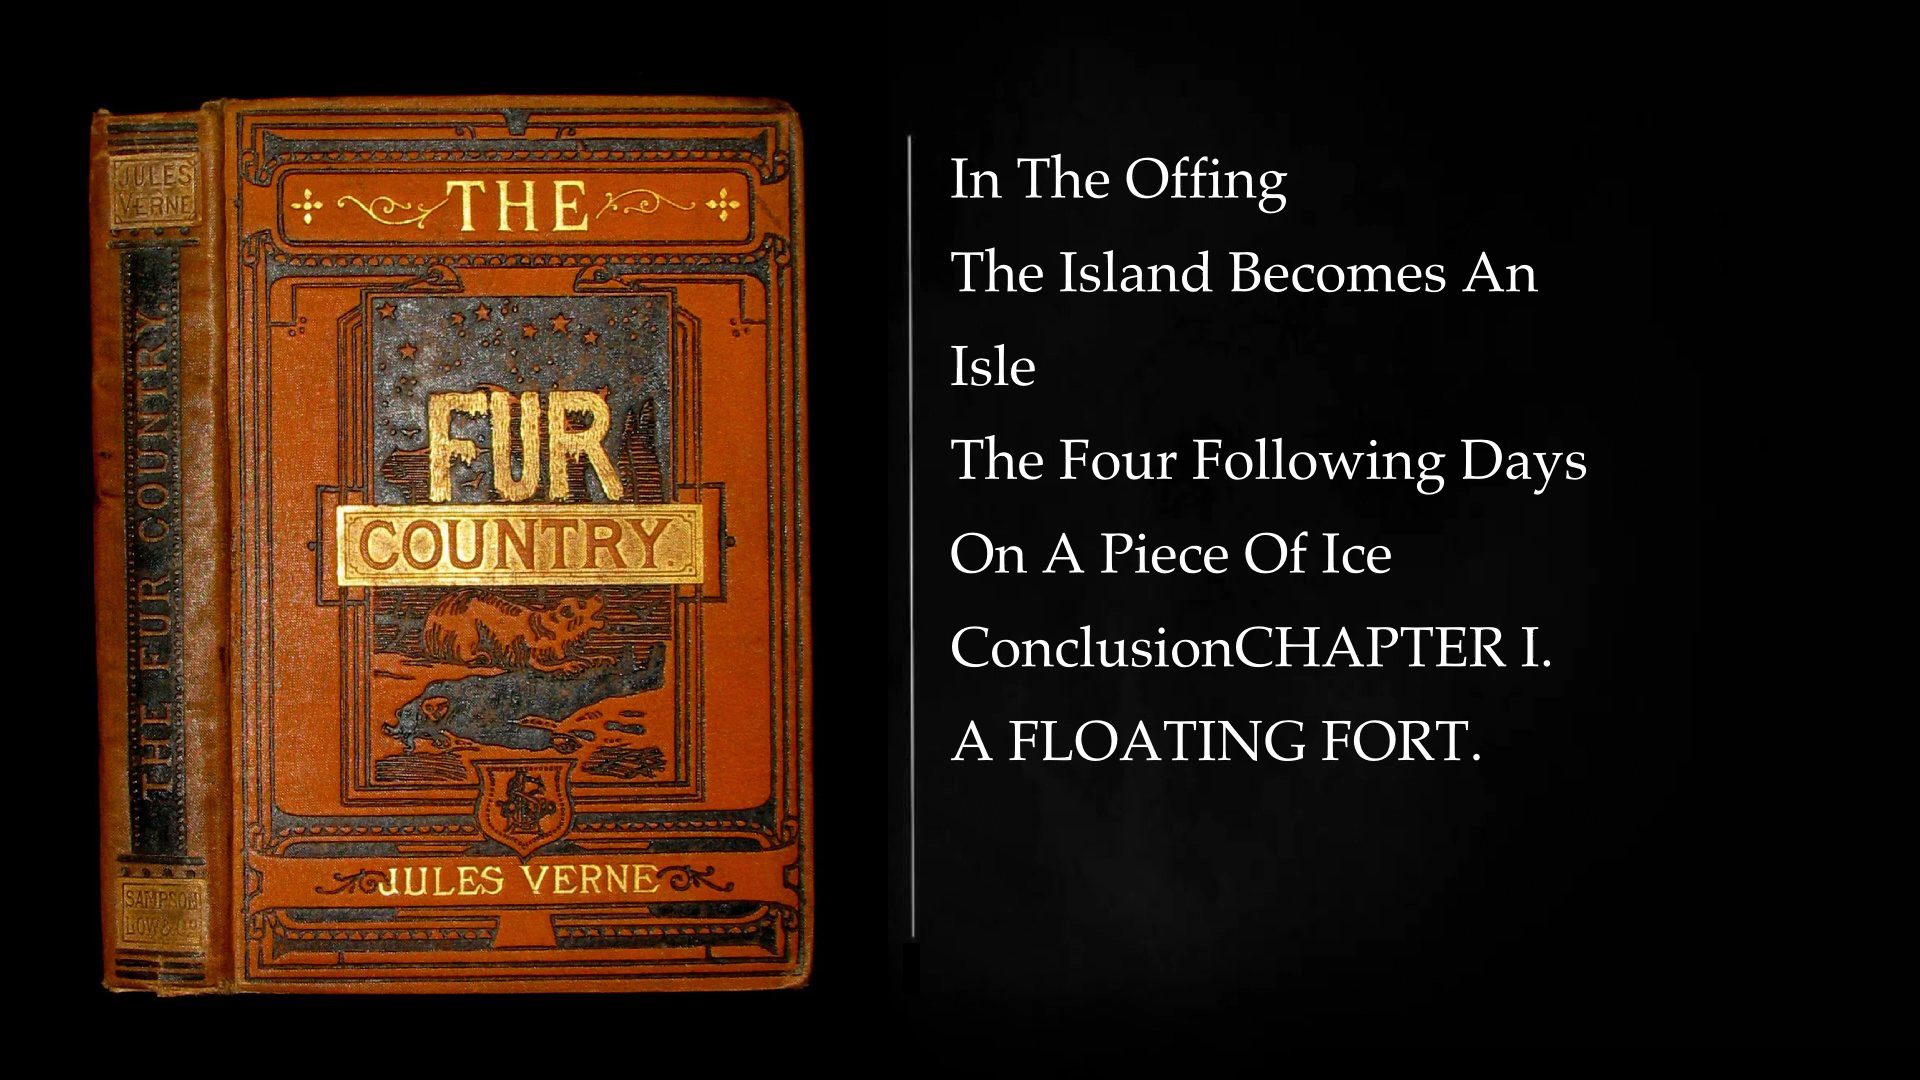 JULES
VERNE
THE FUR COUNTRY.
SAMPSON
LOW & Co
THE
FUR
COUNTRY.
JULES VERNE
In The Offing
The Island Becomes An
Isle
The Four Following Days
On A Piece Of Ice
ConclusionCHAPTER I.
A FLOATING FORT.